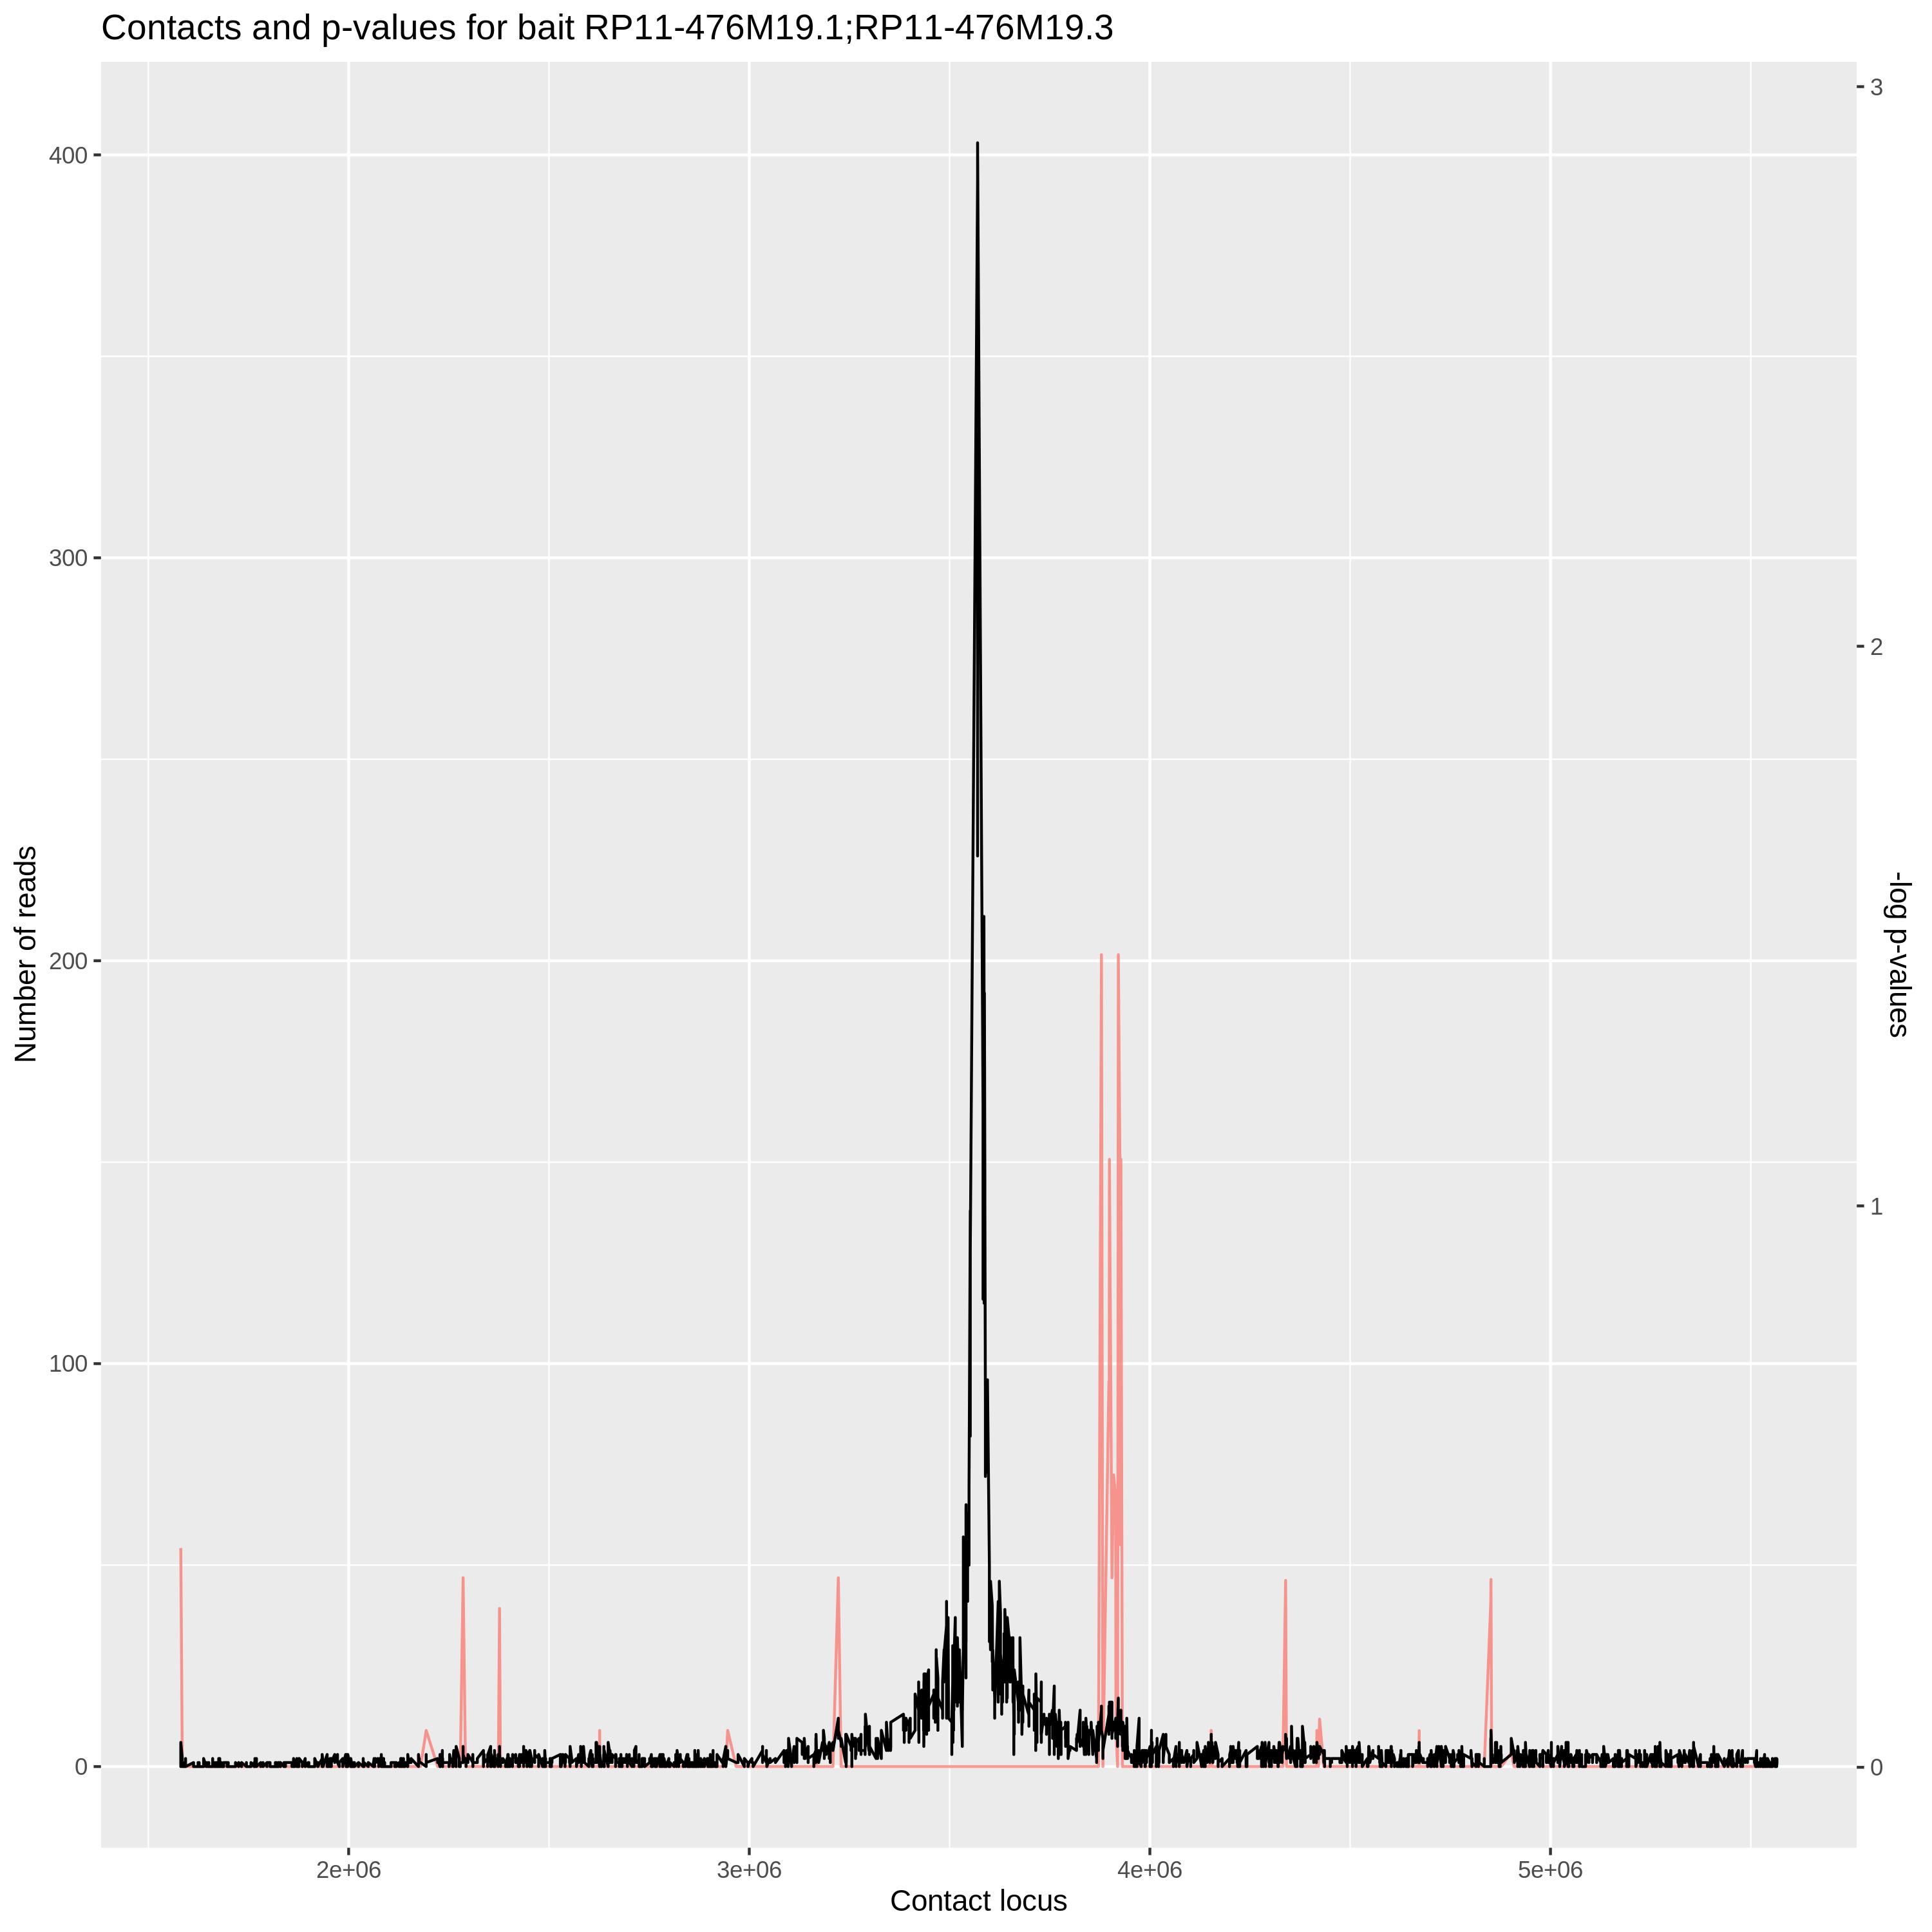 Contacts and p-values for bait RP11-476M19.1;RP11-476M19.3
400
300
200
100
0
Number of reads
3
2
1
0
-log p-values
2e+06
3e+06
4e+06
5e+06
Contact locus